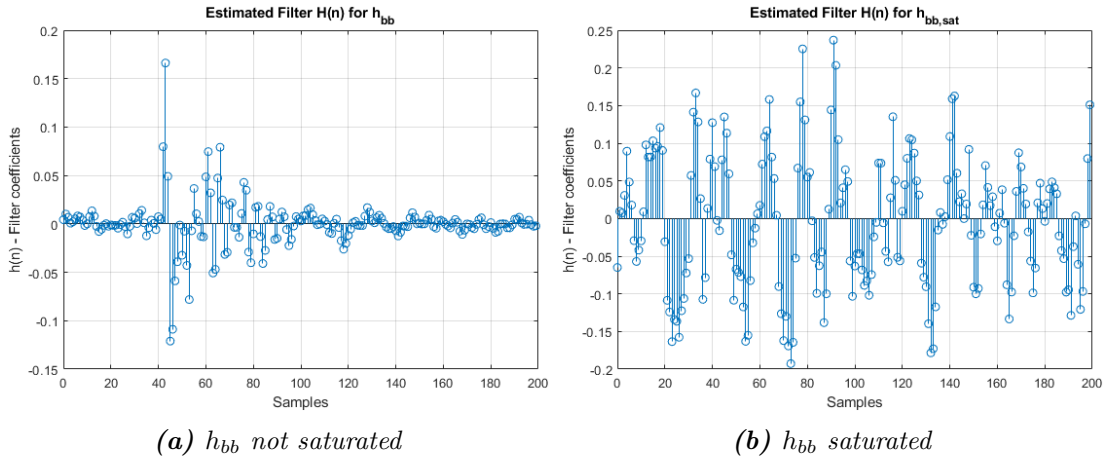 Estimated Filter H(n) for h_bb
0.2
0.15
0.1
0.05
0
-0.05
-0.1
-0.15
h(n) - Filter coefficients
0 20 40 60 80 100 120 140 160 180 200
Samples
(a) h_bb not saturated
Estimated Filter H(n) for h_bb,sat
0.25
0.2
0.15
0.1
0.05
0
-0.05
-0.1
-0.15
-0.2
h(n) - Filter coefficients
0 20 40 60 80 100 120 140 160 180 200
Samples
(b) h_bb saturated